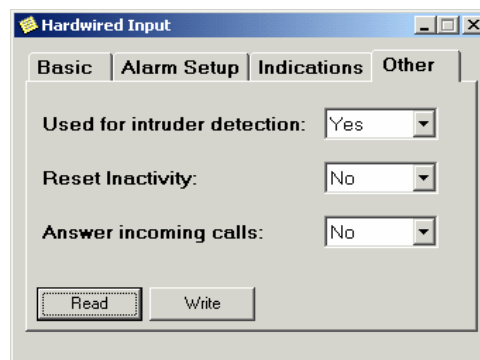 Hardwired Input
Basic Alarm Setup Indications Other
Used for intruder detection: Yes
Reset Inactivity: No
Answer incoming calls: No
Read Write